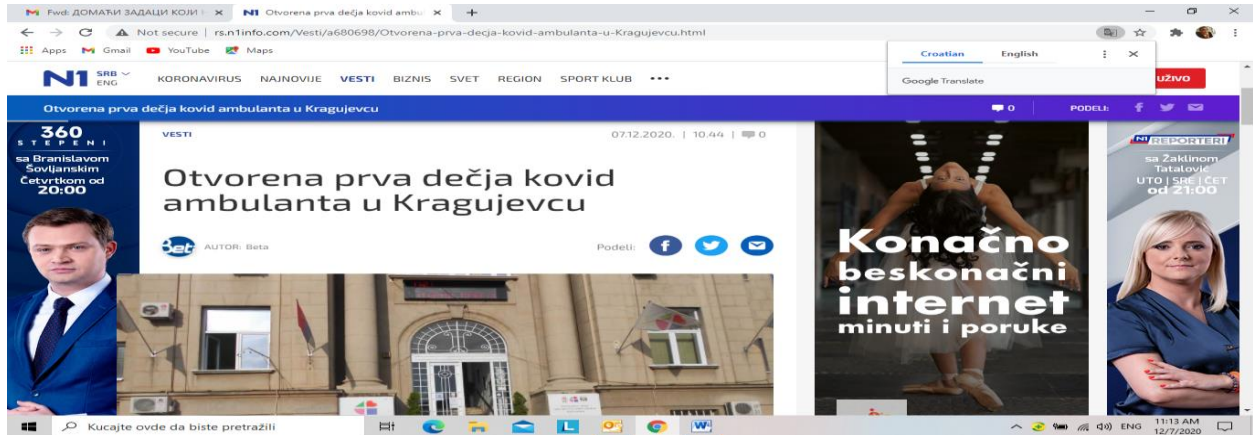 Fwd: ДОМАЋИ ЗАДАЦИ КОЈИ
N1 Otvorena prva dečja kovid ambu
Not secure | rs.n1info.com/Vesti/a680698/Otvorena-prva-decja-kovid-ambulanta-u-Kragujevcu.html
Apps Gmail YouTube Maps
Croatian English
Google Translate
N1 SRB ENG KORONAVIRUS NAJNOVIJE VESTI BIZNIS SVET REGION SPORT KLUB ••• UŽIVO
Otvorena prva dečja kovid ambulanta u Kragujevcu 0 PODELI:
360
STEPENI
sa Branislavom
Šovljanskim
Četvrtkom od
20:00
VESTI 07.12.2020. | 10.44 | 0
Otvorena prva dečja kovid
ambulanta u Kragujevcu
Bet AUTOR: Beta Podeli:
Konačno
beskonačni
internet
minuti i poruke
N1 REPORTERI
sa Žaklinom
Tatalović
UTO | SRE | ČET
od 21:00
Kucajte ovde da biste pretražili
ENG 11:13 AM
12/7/2020